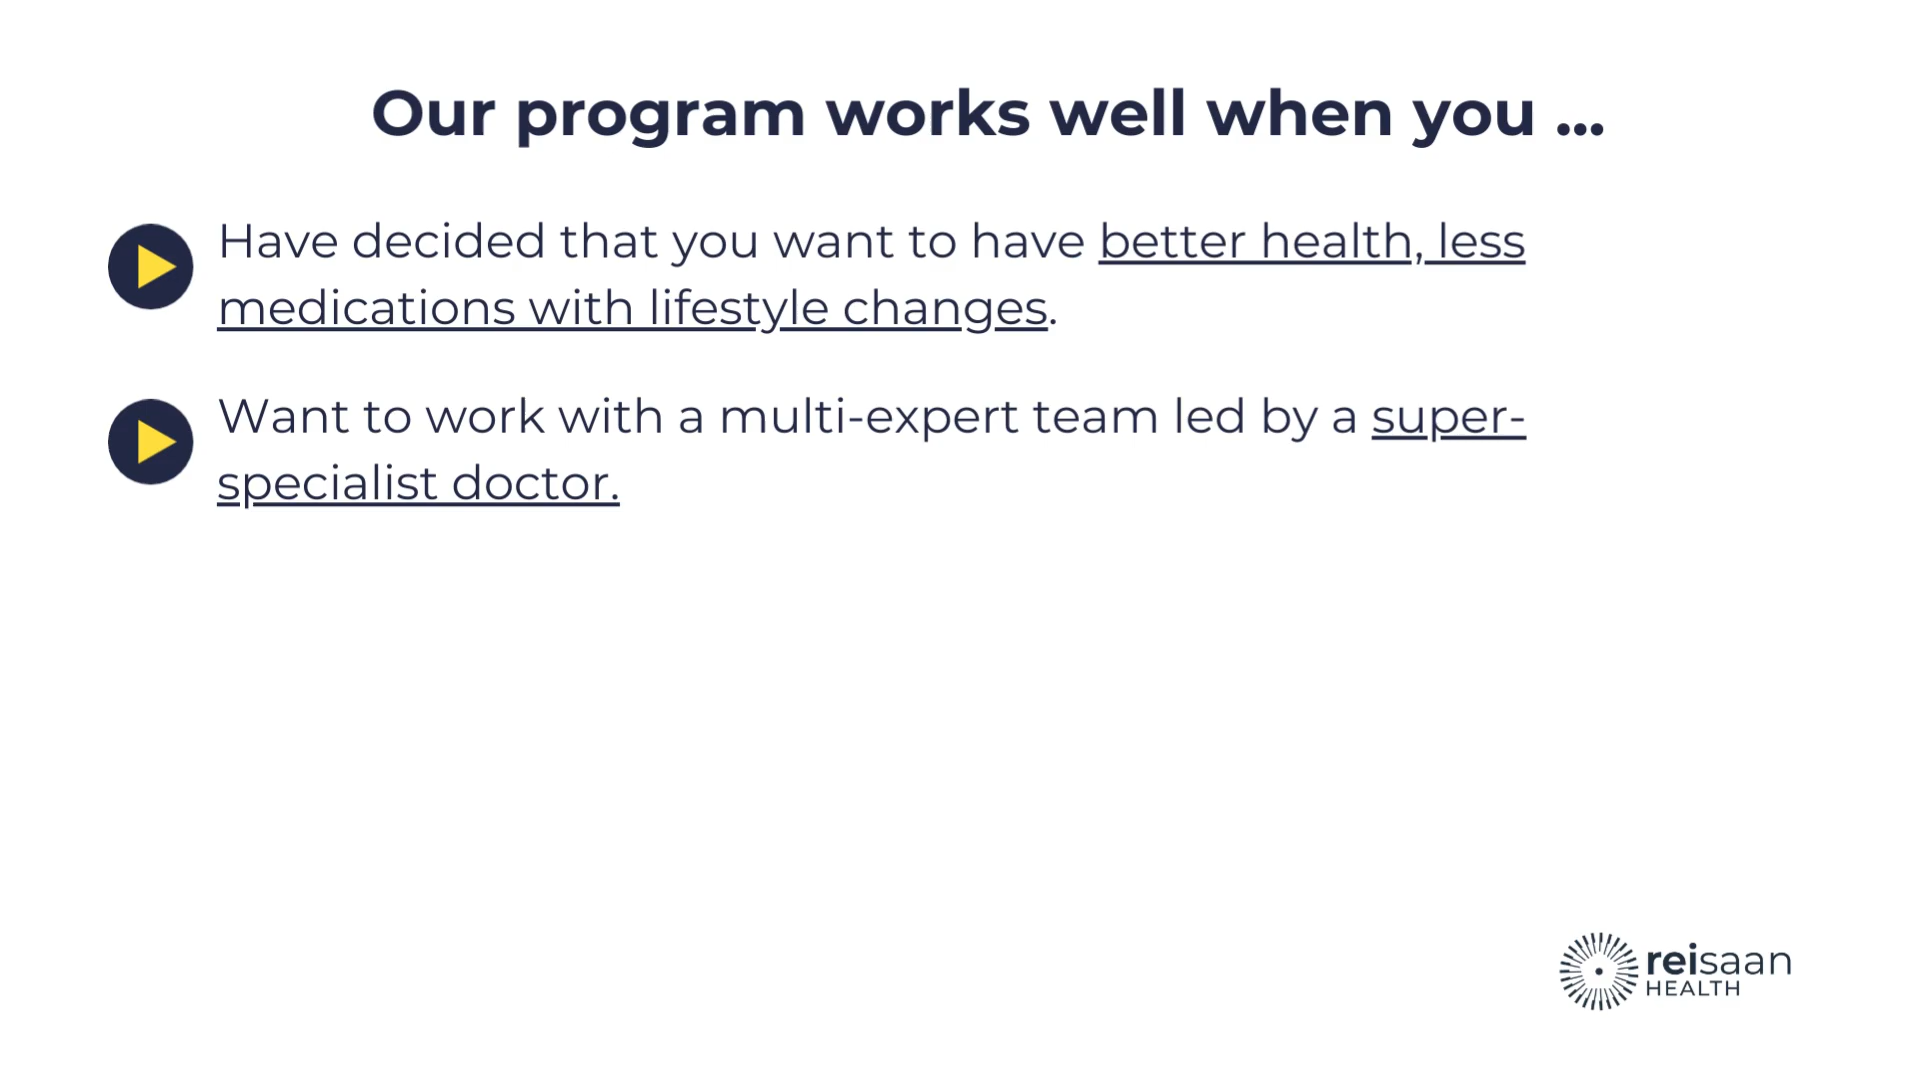 Our program works well when you ...
Have decided that you want to have better health, less
medications with lifestyle changes.
Want to work with a multi-expert team led by a super-
specialist doctor.
reisaan
HEALTH